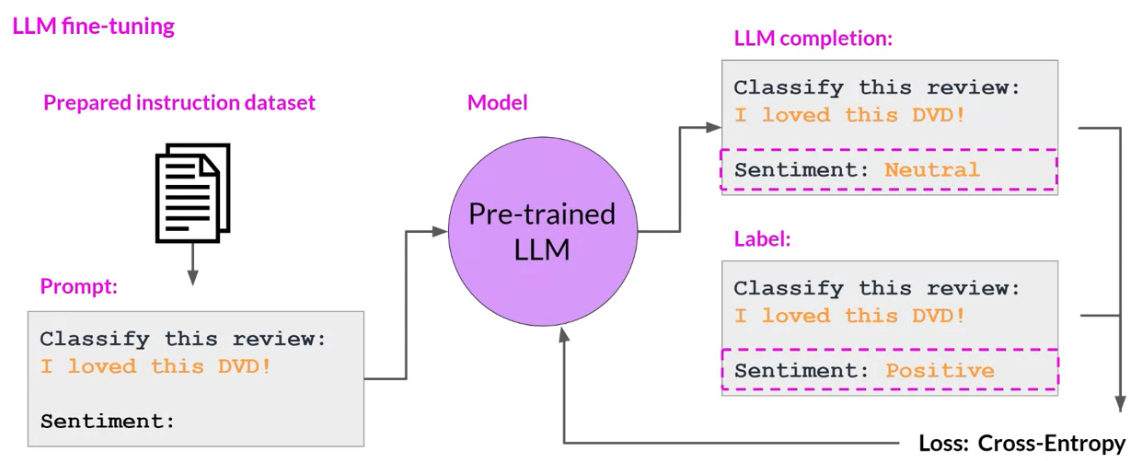 LLM fine-tuning
Prepared instruction dataset
Prompt:
Classify this review:
I loved this DVD!
Sentiment:
Model
Pre-trained
LLM
LLM completion:
Classify this review:
I loved this DVD!
Sentiment: Neutral
Label:
Classify this review:
I loved this DVD!
Sentiment: Positive
Loss: Cross-Entropy